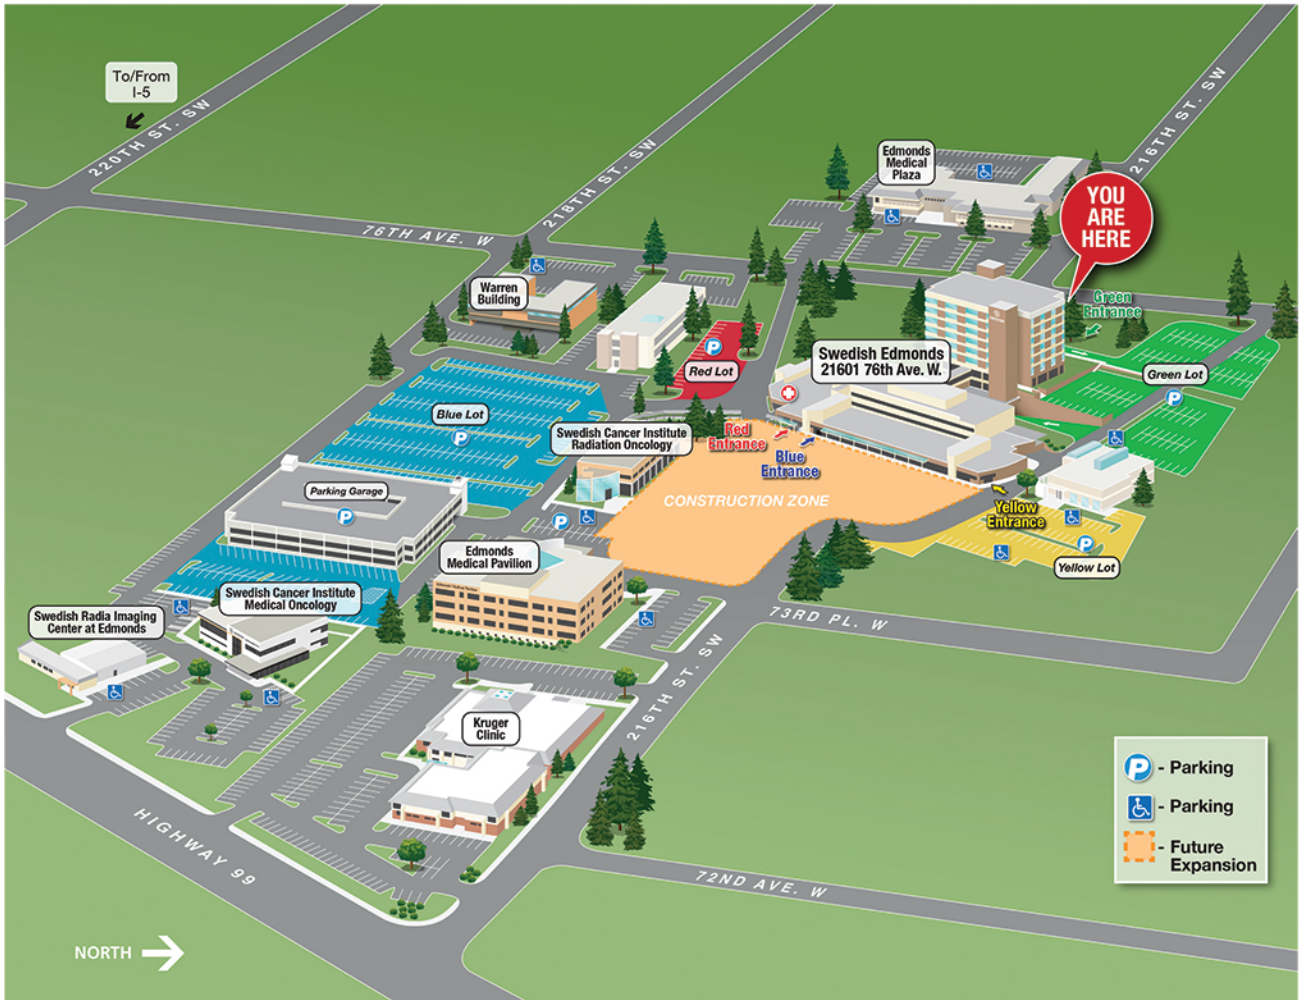 To/From
I-5
220TH ST. SW
218TH ST. SW
216TH ST. SW
76TH AVE. W
Edmonds
Medical
Plaza
YOU
ARE
HERE
Warren
Building
Green
Entrance
Swedish Edmonds
21601 76th Ave. W.
P
Red Lot
Green Lot
P
Blue Lot
P
Swedish Cancer Institute
Radiation Oncology
Red
Entrance
Blue
Entrance
CONSTRUCTION ZONE
Parking Garage
P
P
Yellow
Entrance
P
Yellow Lot
Edmonds
Medical Pavilion
Swedish Cancer Institute
Medical Oncology
Swedish Radia Imaging
Center at Edmonds
73RD PL. W
216TH ST. SW
Kruger
Clinic
P - Parking
- Parking
- Future
Expansion
HIGHWAY 99
72ND AVE. W
NORTH